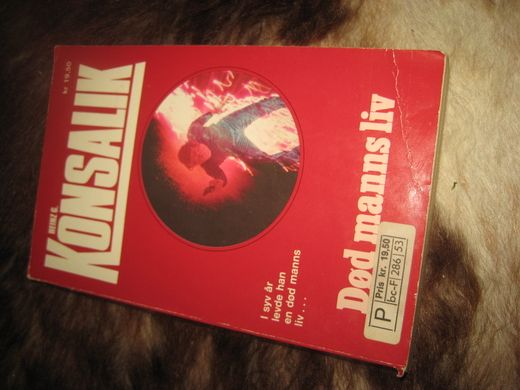 kr 19,50
HEINZ G.
KONSALIK
I syv år
levde han
en død manns
liv...
Død manns liv
P
Pris kr. 19,50
bc-F 286 53